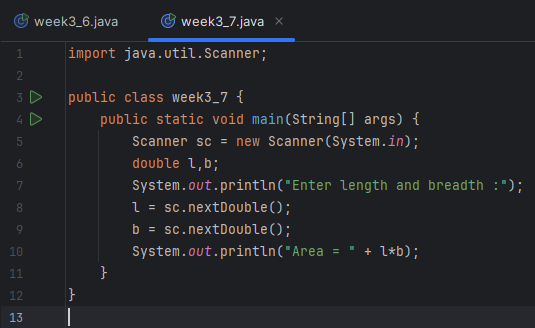 week3_6.java week3_7.java ×
1 import java.util.Scanner;
2
3 public class week3_7 {
4 public static void main(String[] args) {
5 Scanner sc = new Scanner(System.in);
6 double l,b;
7 System.out.println("Enter length and breadth :");
8 l = sc.nextDouble();
9 b = sc.nextDouble();
10 System.out.println("Area = " + l*b);
11 }
12 }
13